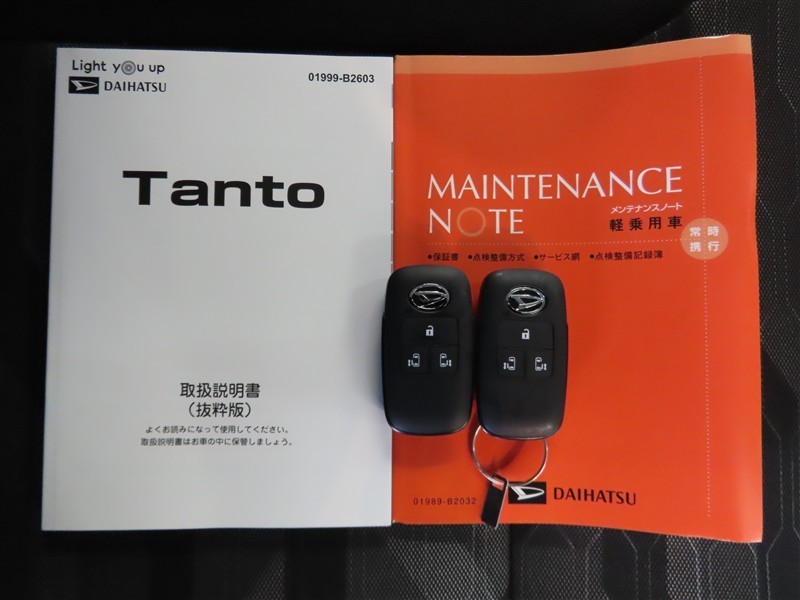 Light you up
DAIHATSU
01999-B2603
Tanto
取扱説明書
（抜粋版）
よくお読みになって使用してください。
取扱説明書はお車の中に保管しましょう。
MAINTENANCE
NOTE
メンテナンスノート
軽乗用車
常時
携行
●保証書 ●点検整備方式 ●サービス網 ●点検整備記録簿
01989-B2032
DAIHATSU